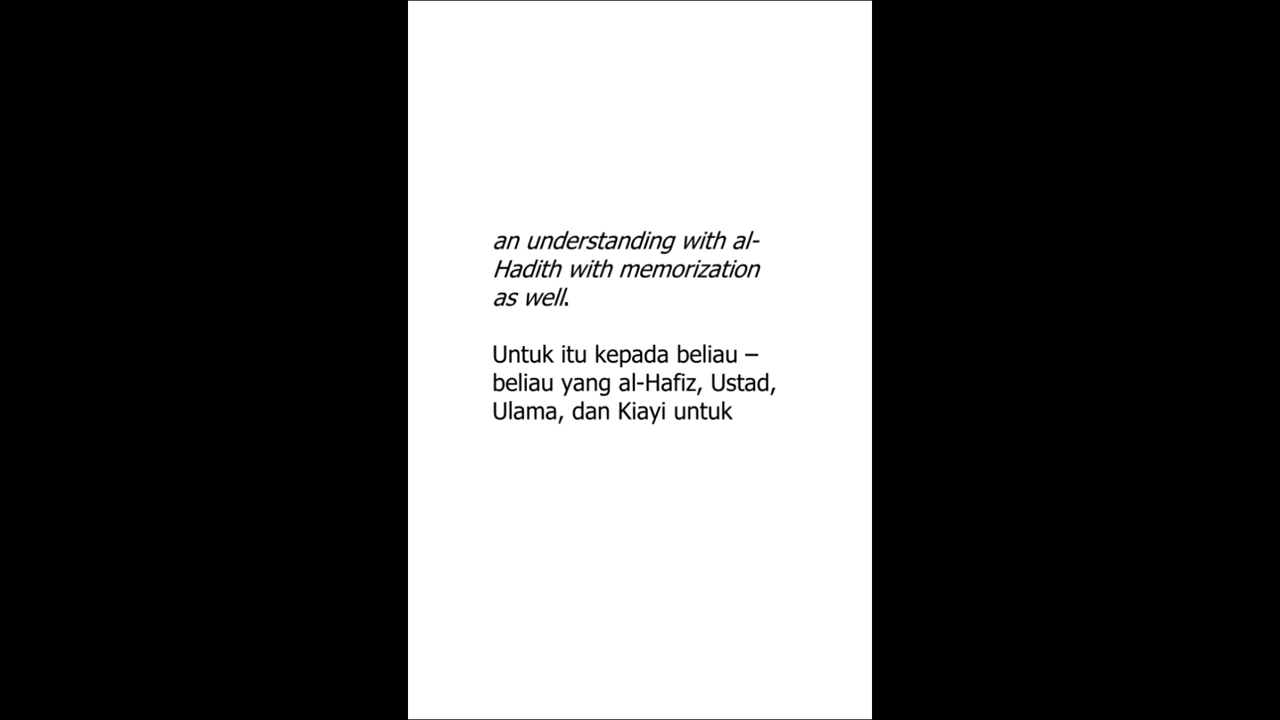 an understanding with al-
Hadith with memorization
as well.
Untuk itu kepada beliau –
beliau yang al-Hafiz, Ustad,
Ulama, dan Kiayi untuk